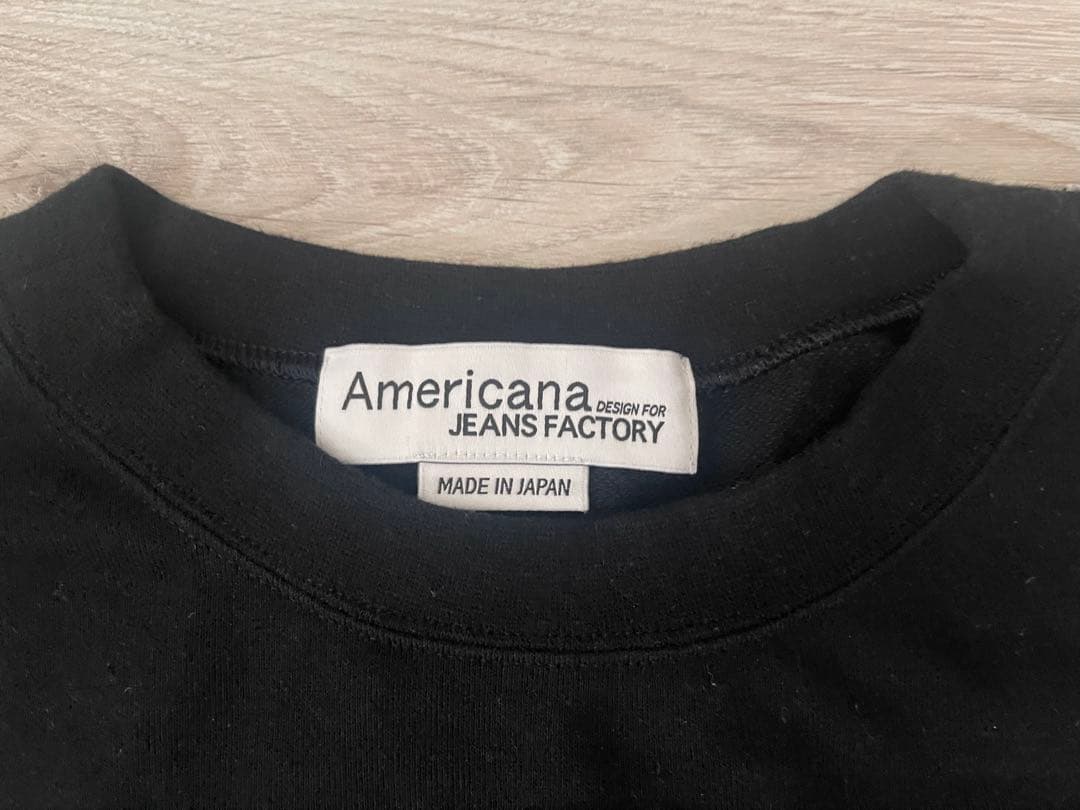 Americana DESIGN FOR
JEANS FACTORY
MADE IN JAPAN